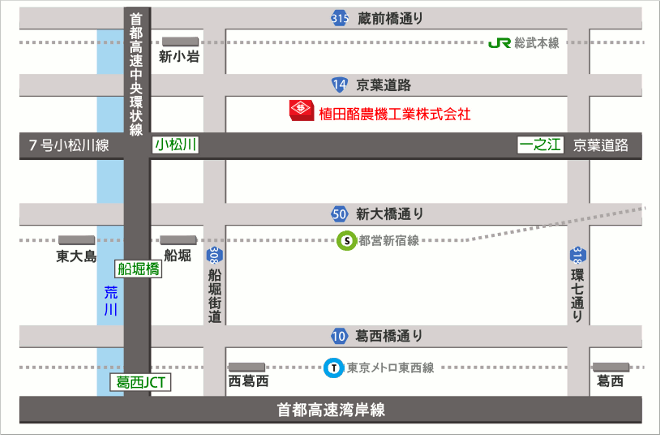 首都高速中央環状線
315 蔵前橋通り
JR 総武本線
新小岩
14 京葉道路
植田酪農機工業株式会社
7号小松川線
小松川
一之江
京葉道路
50 新大橋通り
東大島
船堀
S 都営新宿線
船堀橋
308
船堀街道
318
環七通り
荒川
10 葛西橋通り
西葛西
T 東京メトロ東西線
葛西
葛西JCT
首都高速湾岸線